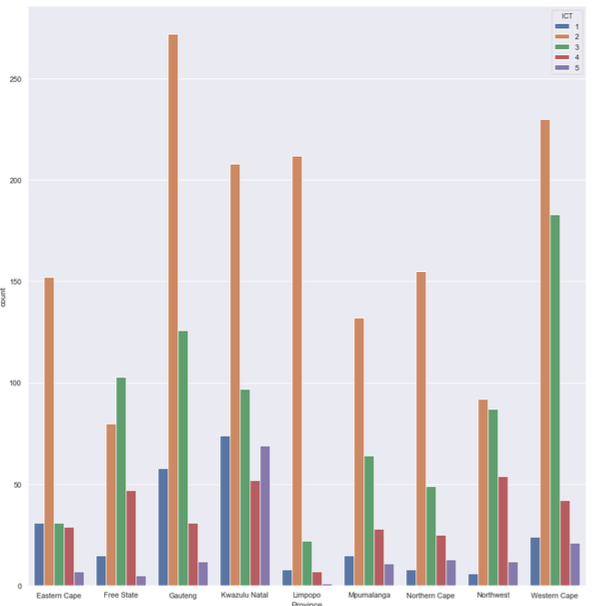 ICT
1
2
3
4
5
250
200
150
100
50
0
count
Eastern Cape Free State Gauteng Kwazulu Natal Limpopo Mpumalanga Northern Cape Northwest Western Cape
Province